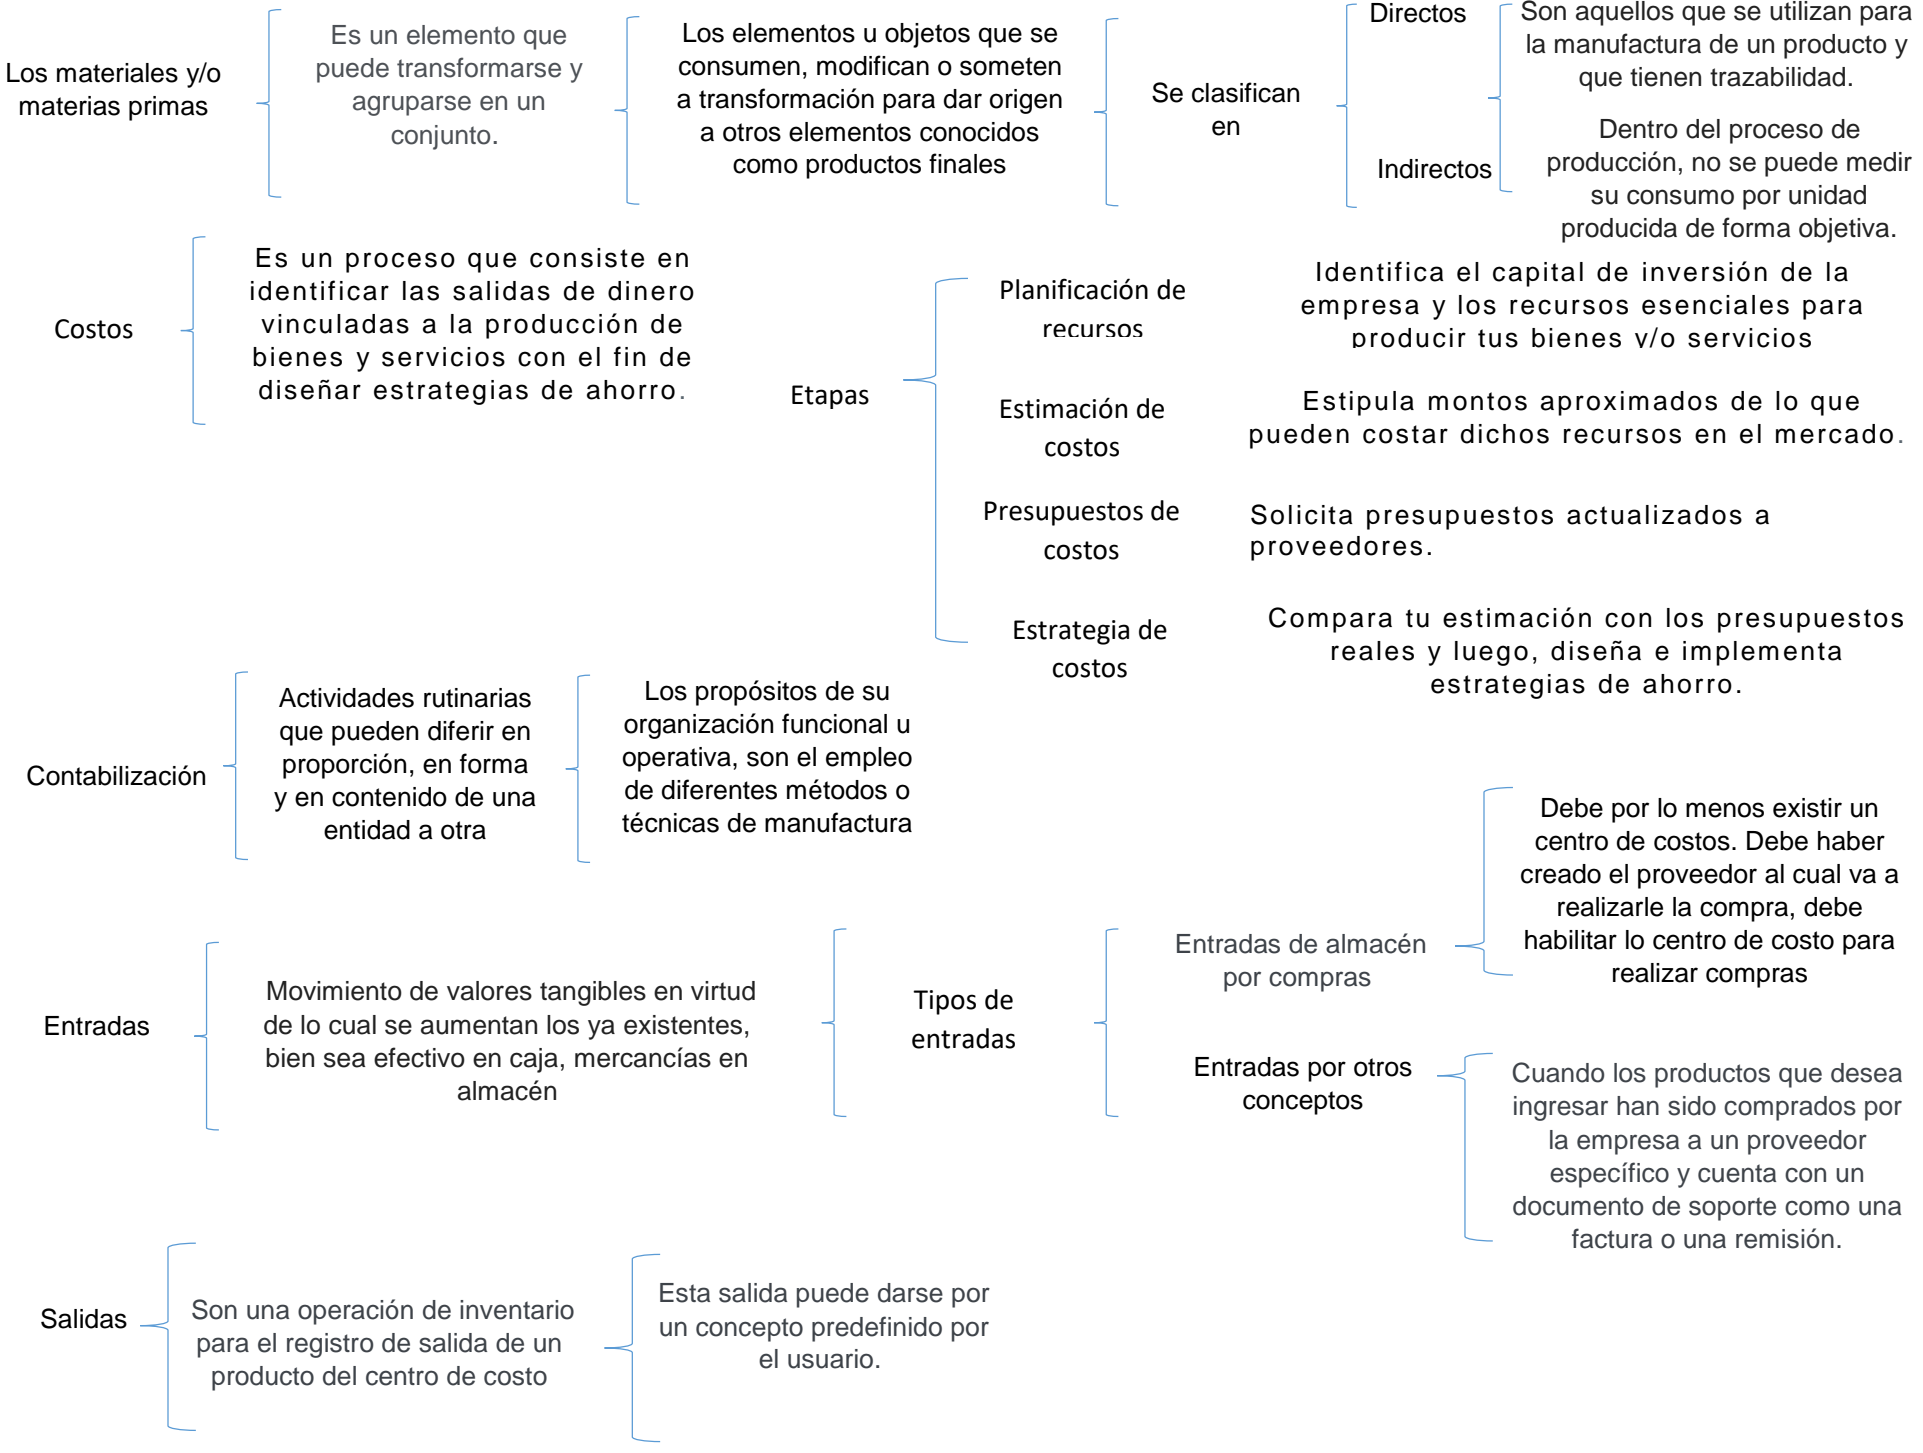 Los materiales y/o
materias primas
Es un elemento que
puede transformarse y
agruparse en un
conjunto.
Los elementos u objetos que se
consumen, modifican o someten
a transformación para dar origen
a otros elementos conocidos
como productos finales
Se clasifican
en
Directos
Son aquellos que se utilizan para
la manufactura de un producto y
que tienen trazabilidad.
Indirectos
Dentro del proceso de
producción, no se puede medir
su consumo por unidad
producida de forma objetiva.
Costos
Es un proceso que consiste en
identificar las salidas de dinero
vinculadas a la producción de
bienes y servicios con el fin de
diseñar estrategias de ahorro.
Etapas
Planificación de
recursos
Identifica el capital de inversión de la
empresa y los recursos esenciales para
producir tus bienes y/o servicios
Estimación de
costos
Estipula montos aproximados de lo que
pueden costar dichos recursos en el mercado.
Presupuestos de
costos
Solicita presupuestos actualizados a
proveedores.
Estrategia de
costos
Compara tu estimación con los presupuestos
reales y luego, diseña e implementa
estrategias de ahorro.
Contabilización
Actividades rutinarias
que pueden diferir en
proporción, en forma
y en contenido de una
entidad a otra
Los propósitos de su
organización funcional u
operativa, son el empleo
de diferentes métodos o
técnicas de manufactura
Entradas
Movimiento de valores tangibles en virtud
de lo cual se aumentan los ya existentes,
bien sea efectivo en caja, mercancías en
almacén
Tipos de
entradas
Entradas de almacén
por compras
Debe por lo menos existir un
centro de costos. Debe haber
creado el proveedor al cual va a
realizarle la compra, debe
habilitar lo centro de costo para
realizar compras
Entradas por otros
conceptos
Cuando los productos que desea
ingresar han sido comprados por
la empresa a un proveedor
específico y cuenta con un
documento de soporte como una
factura o una remisión.
Salidas
Son una operación de inventario
para el registro de salida de un
producto del centro de costo
Esta salida puede darse por
un concepto predefinido por
el usuario.